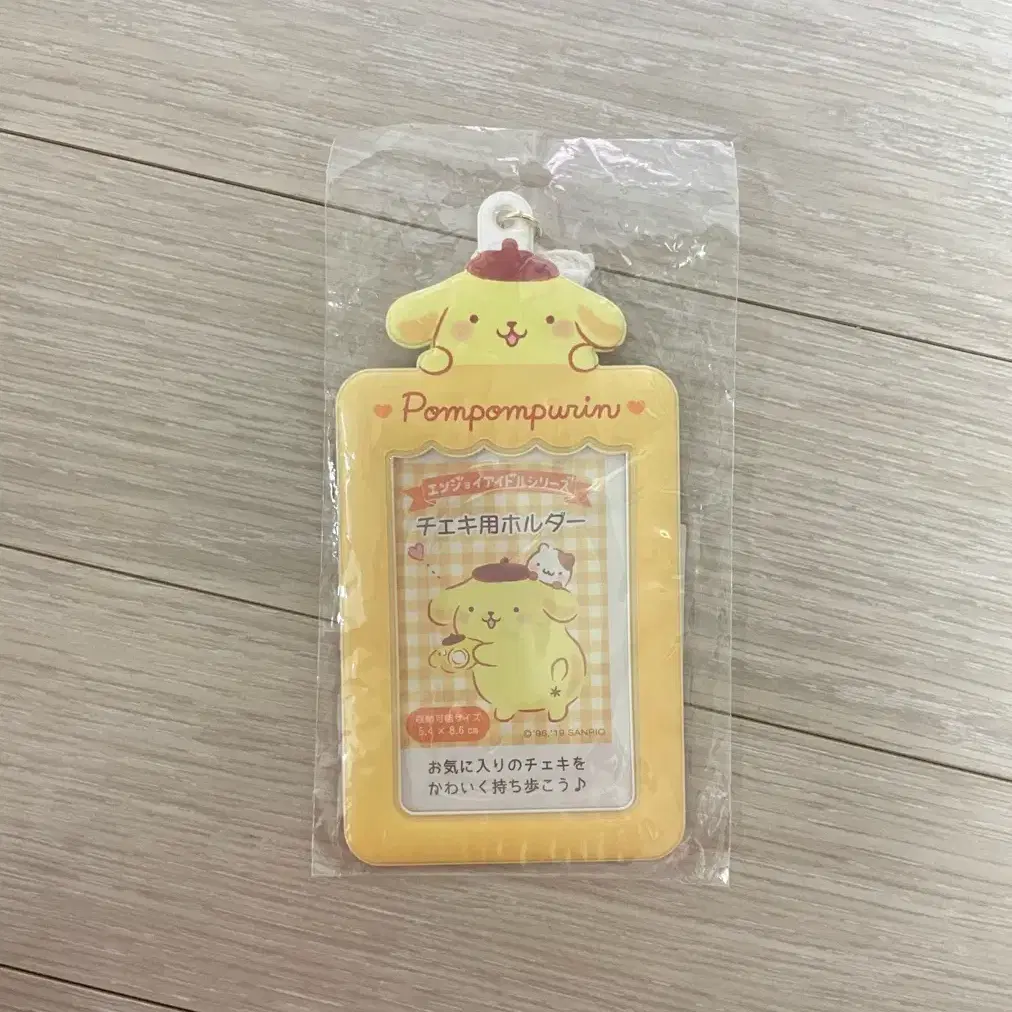 Pompompurin
エンジョイアイドルシリーズ
チェキ用ホルダー
収納可能サイズ
5.4 × 8.6 cm
©'96,'19 SANRIO
お気に入りのチェキを
かわいく持ち歩こう♪